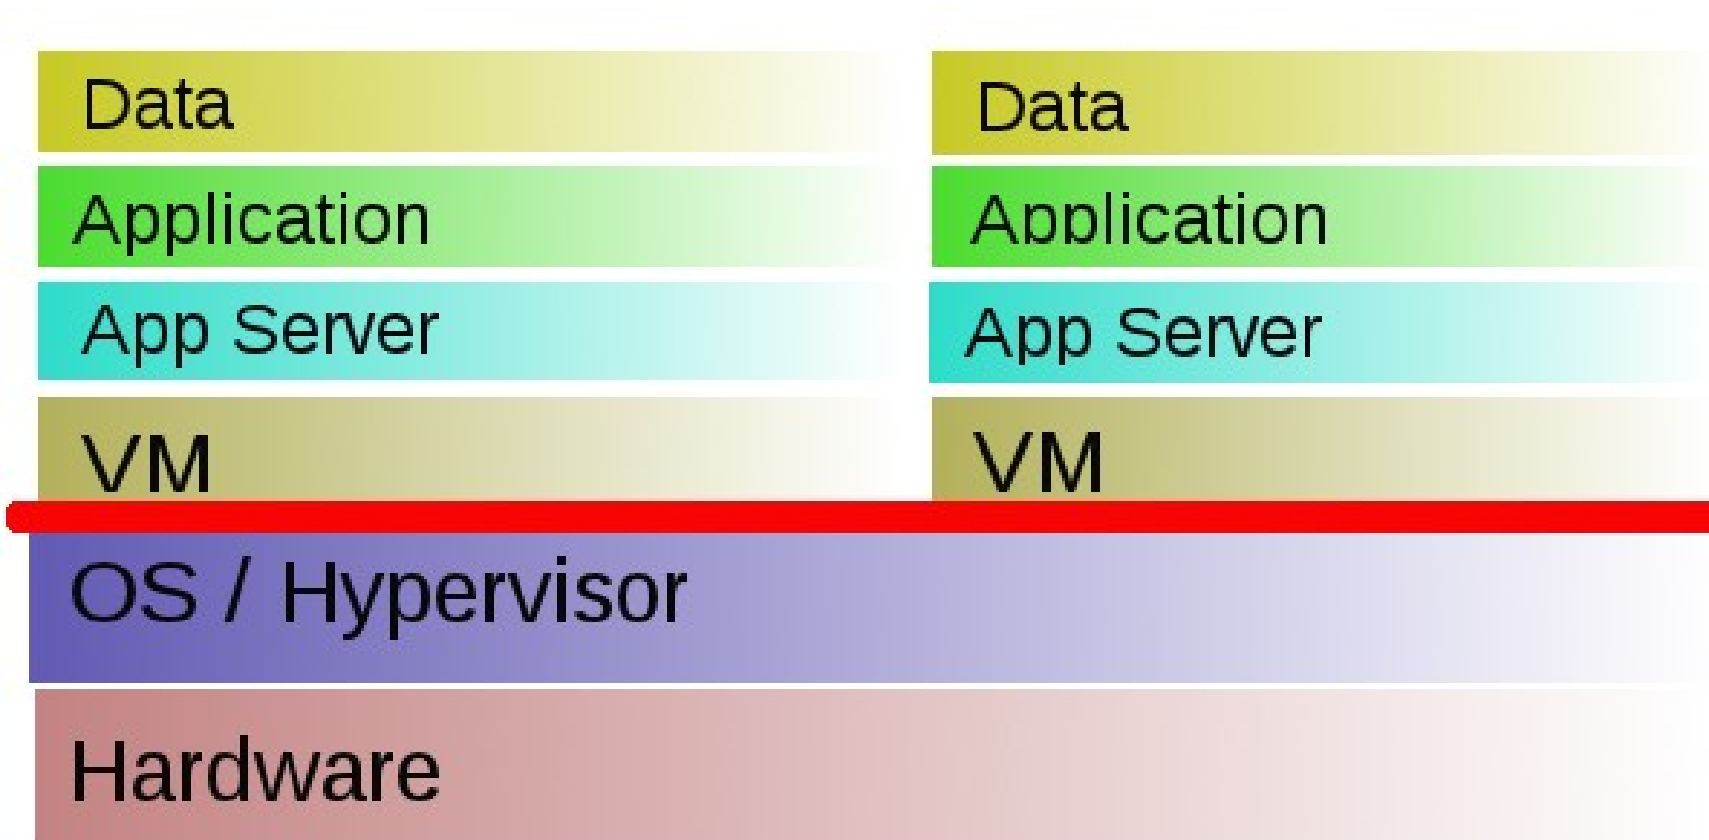 Data
Data
Application
Application
App Server
App Server
VM
VM
OS / Hypervisor
Hardware